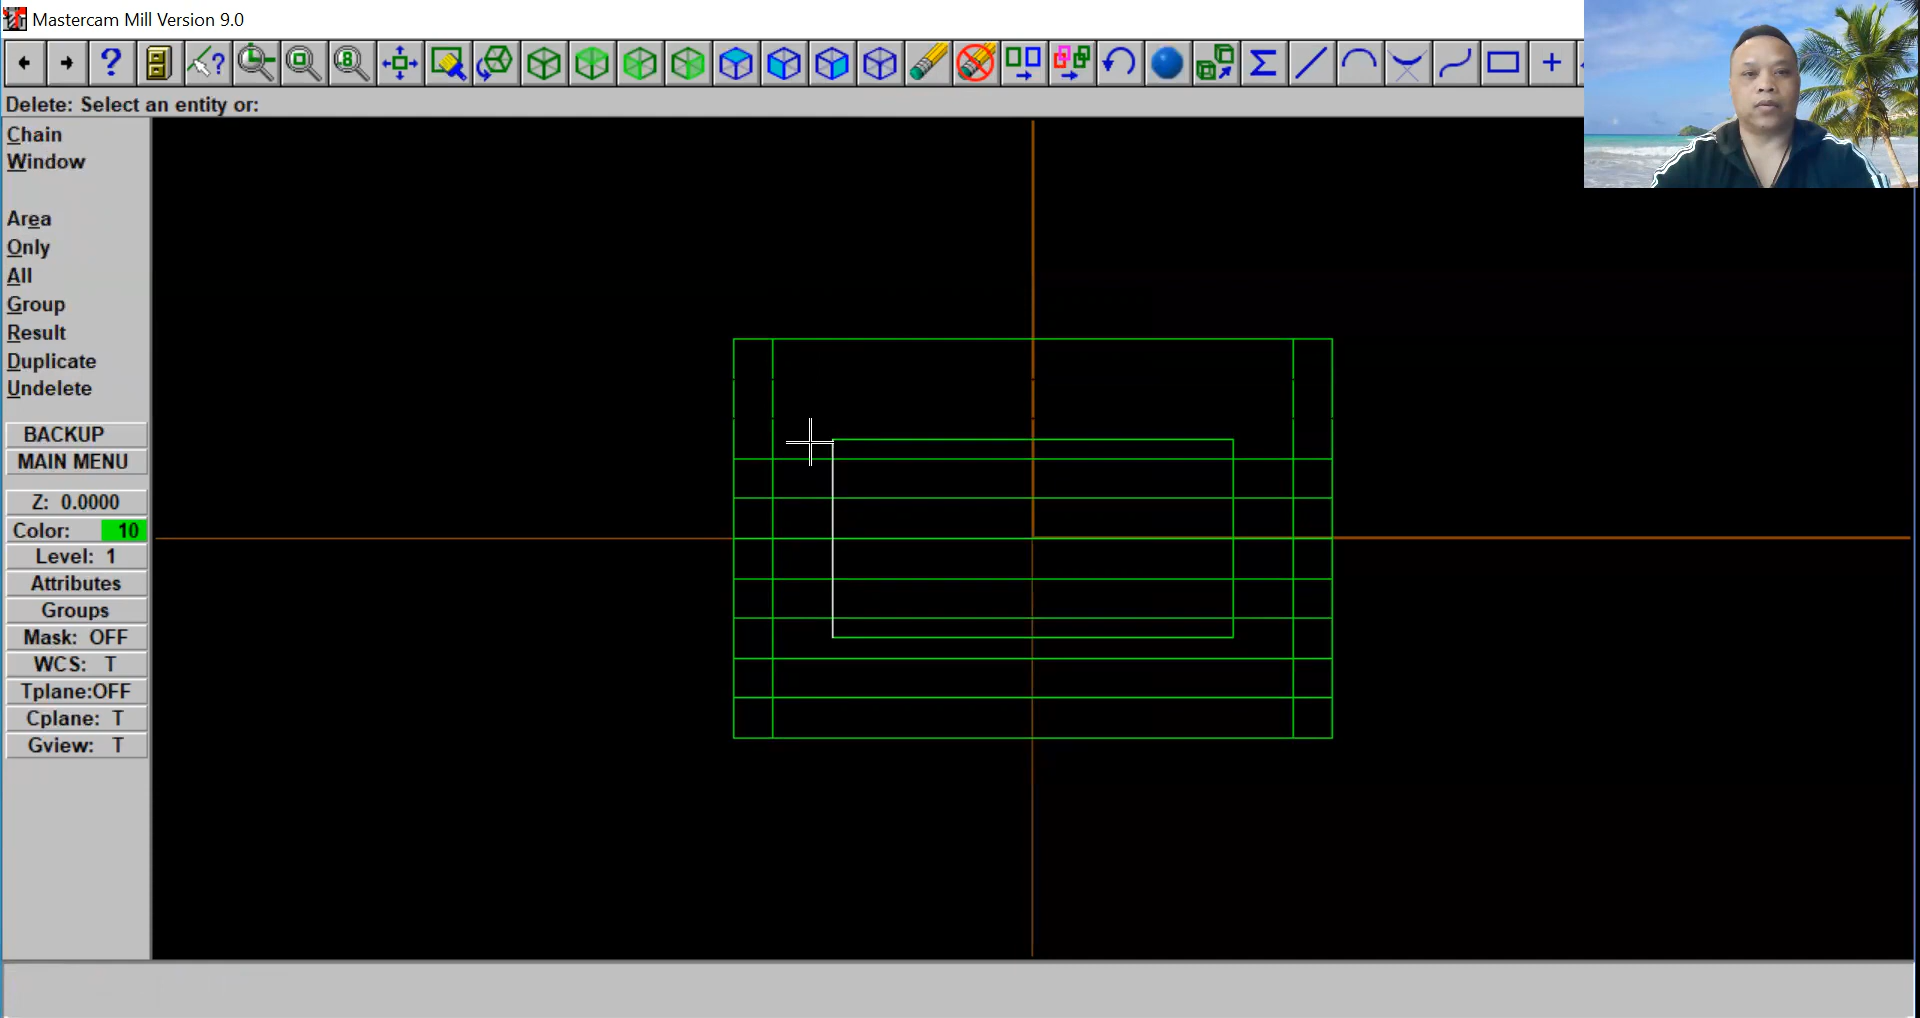 Mastercam Mill Version 9.0
Delete: Select an entity or:
Chain
Window
Area
Only
All
Group
Result
Duplicate
Undelete
BACKUP
MAIN MENU
Z: 0.0000
Color: 10
Level: 1
Attributes
Groups
Mask: OFF
WCS: T
Tplane:OFF
Cplane: T
Gview: T